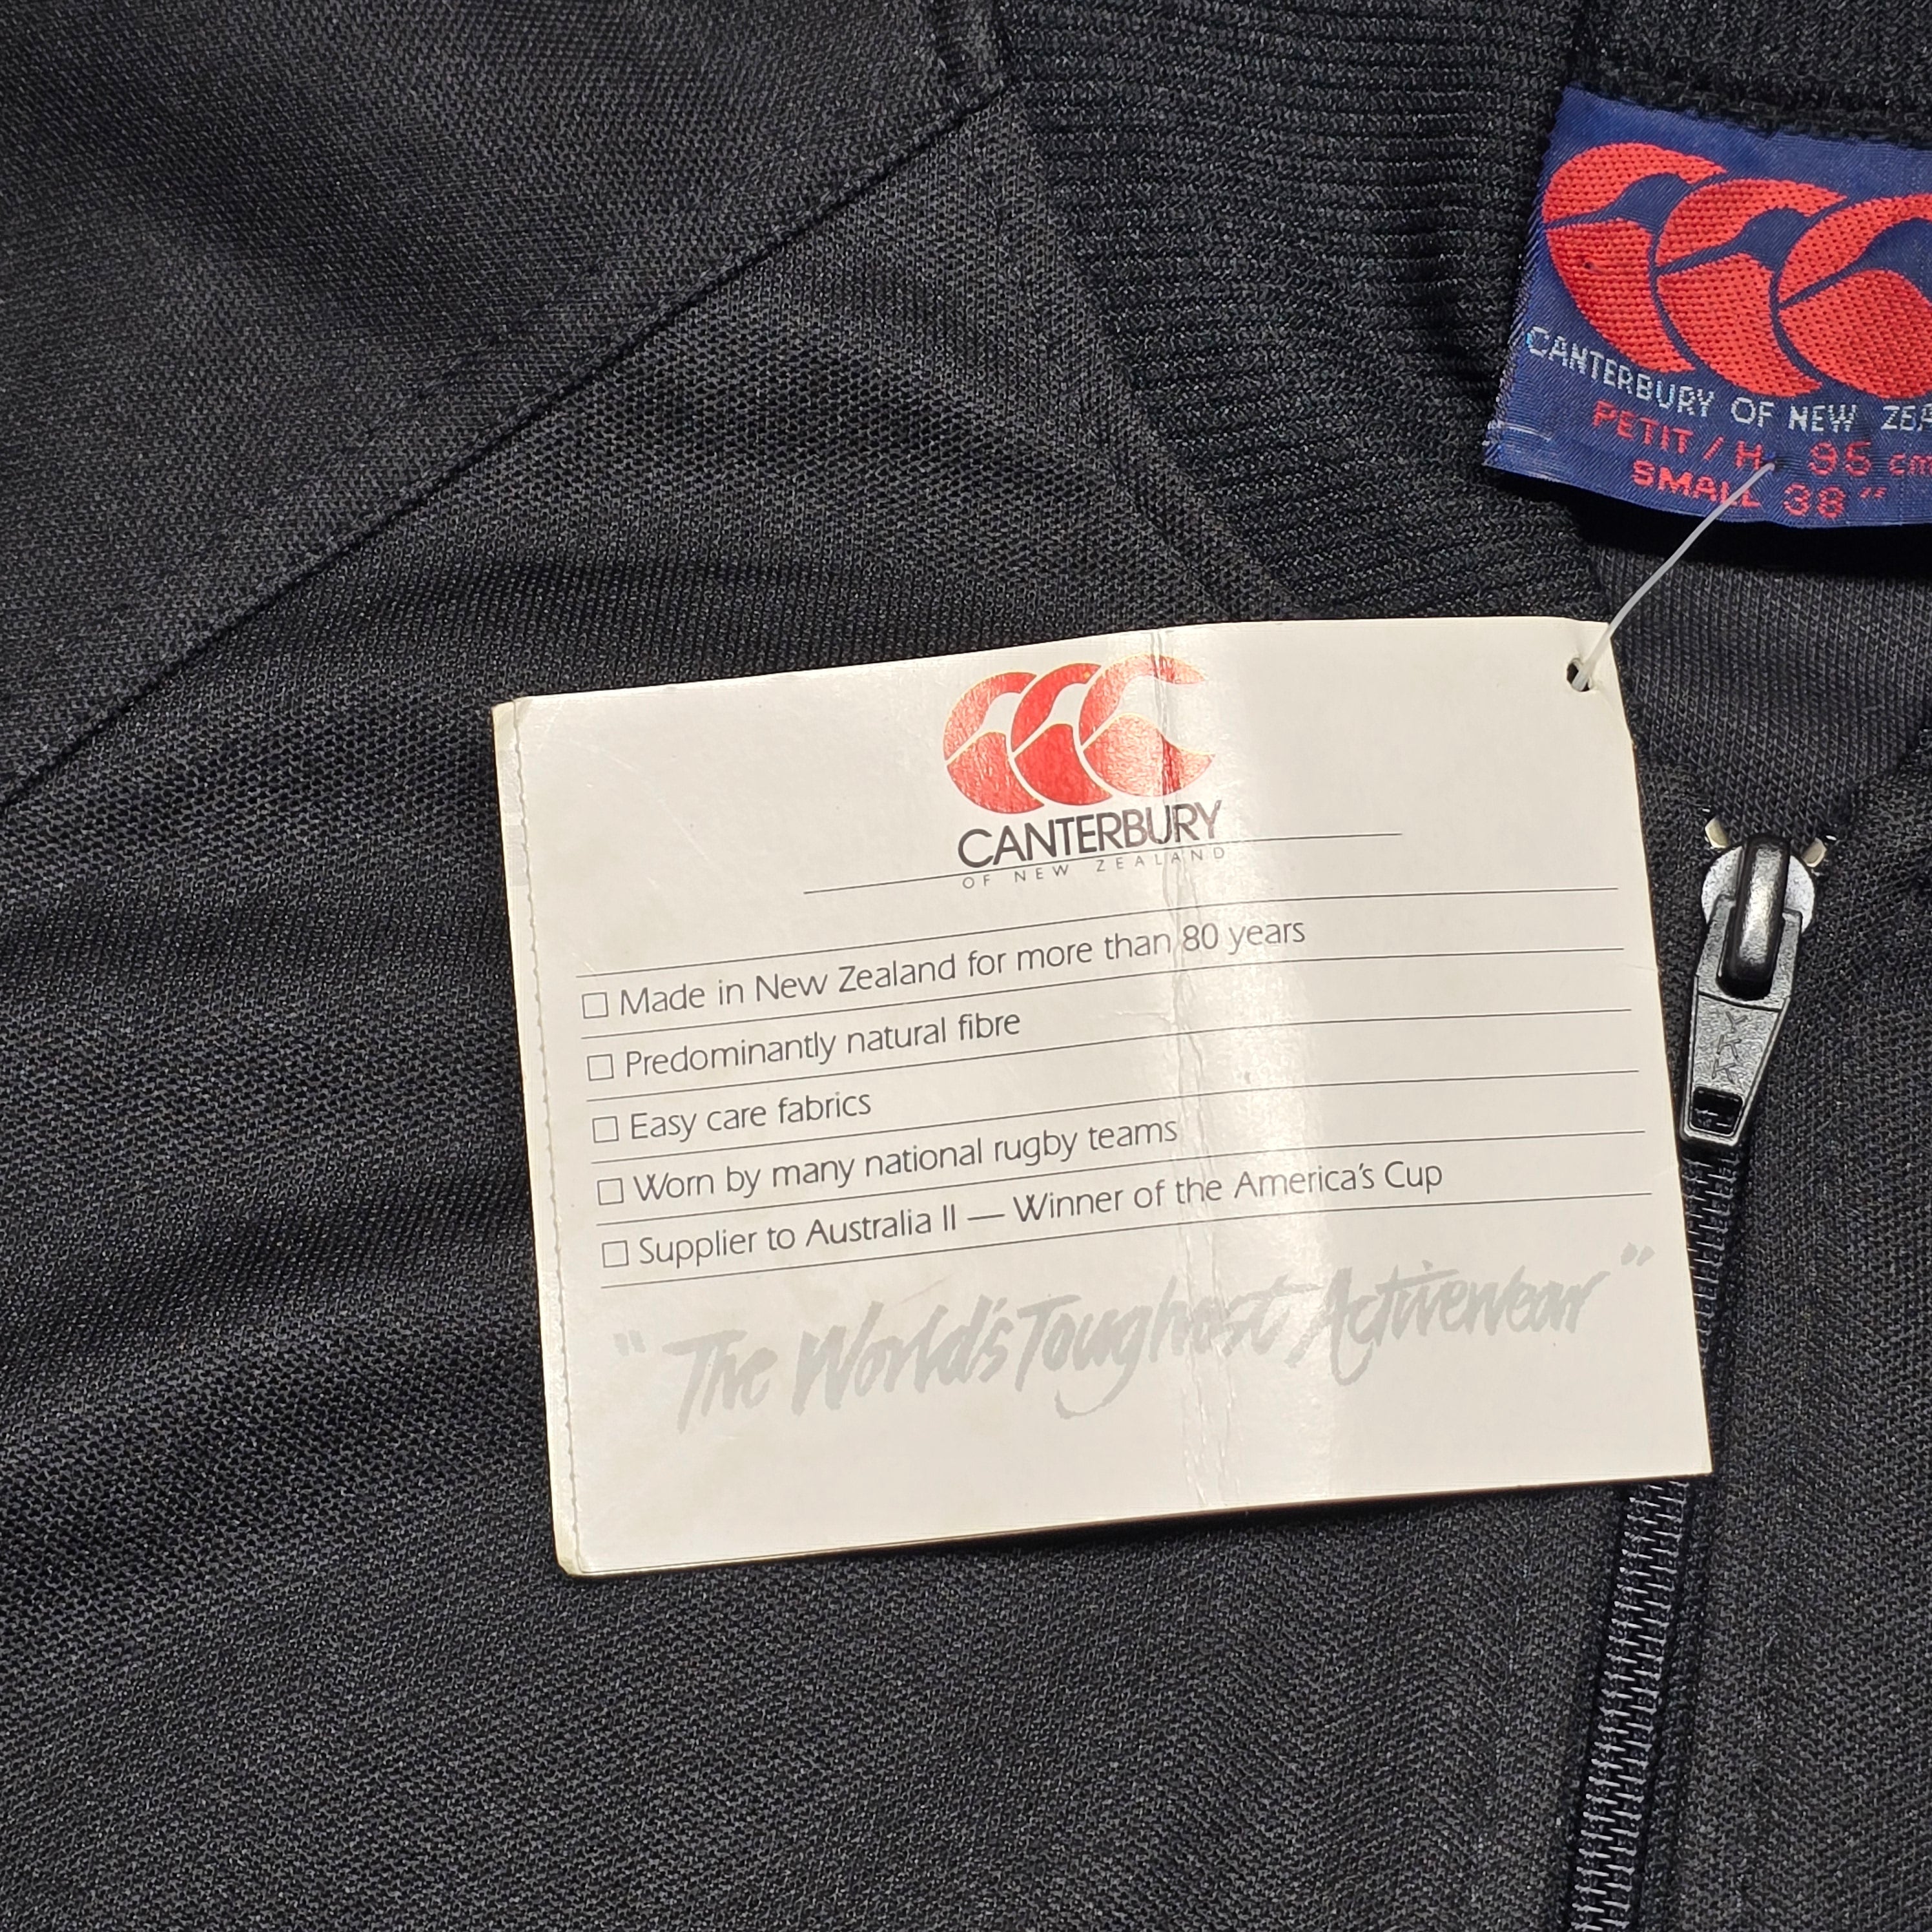 CANTERBURY OF NEW
PETIT / H. 95 cm
SMALL 38"
CANTERBURY
OF NEW ZEALAND
□ Made in New Zealand for more than 80 years
□ Predominantly natural fibre
□ Easy care fabrics
□ Worn by many national rugby teams
□ Supplier to Australia II — Winner of the America's Cup
"The World's Toughest Activewear"
YKK